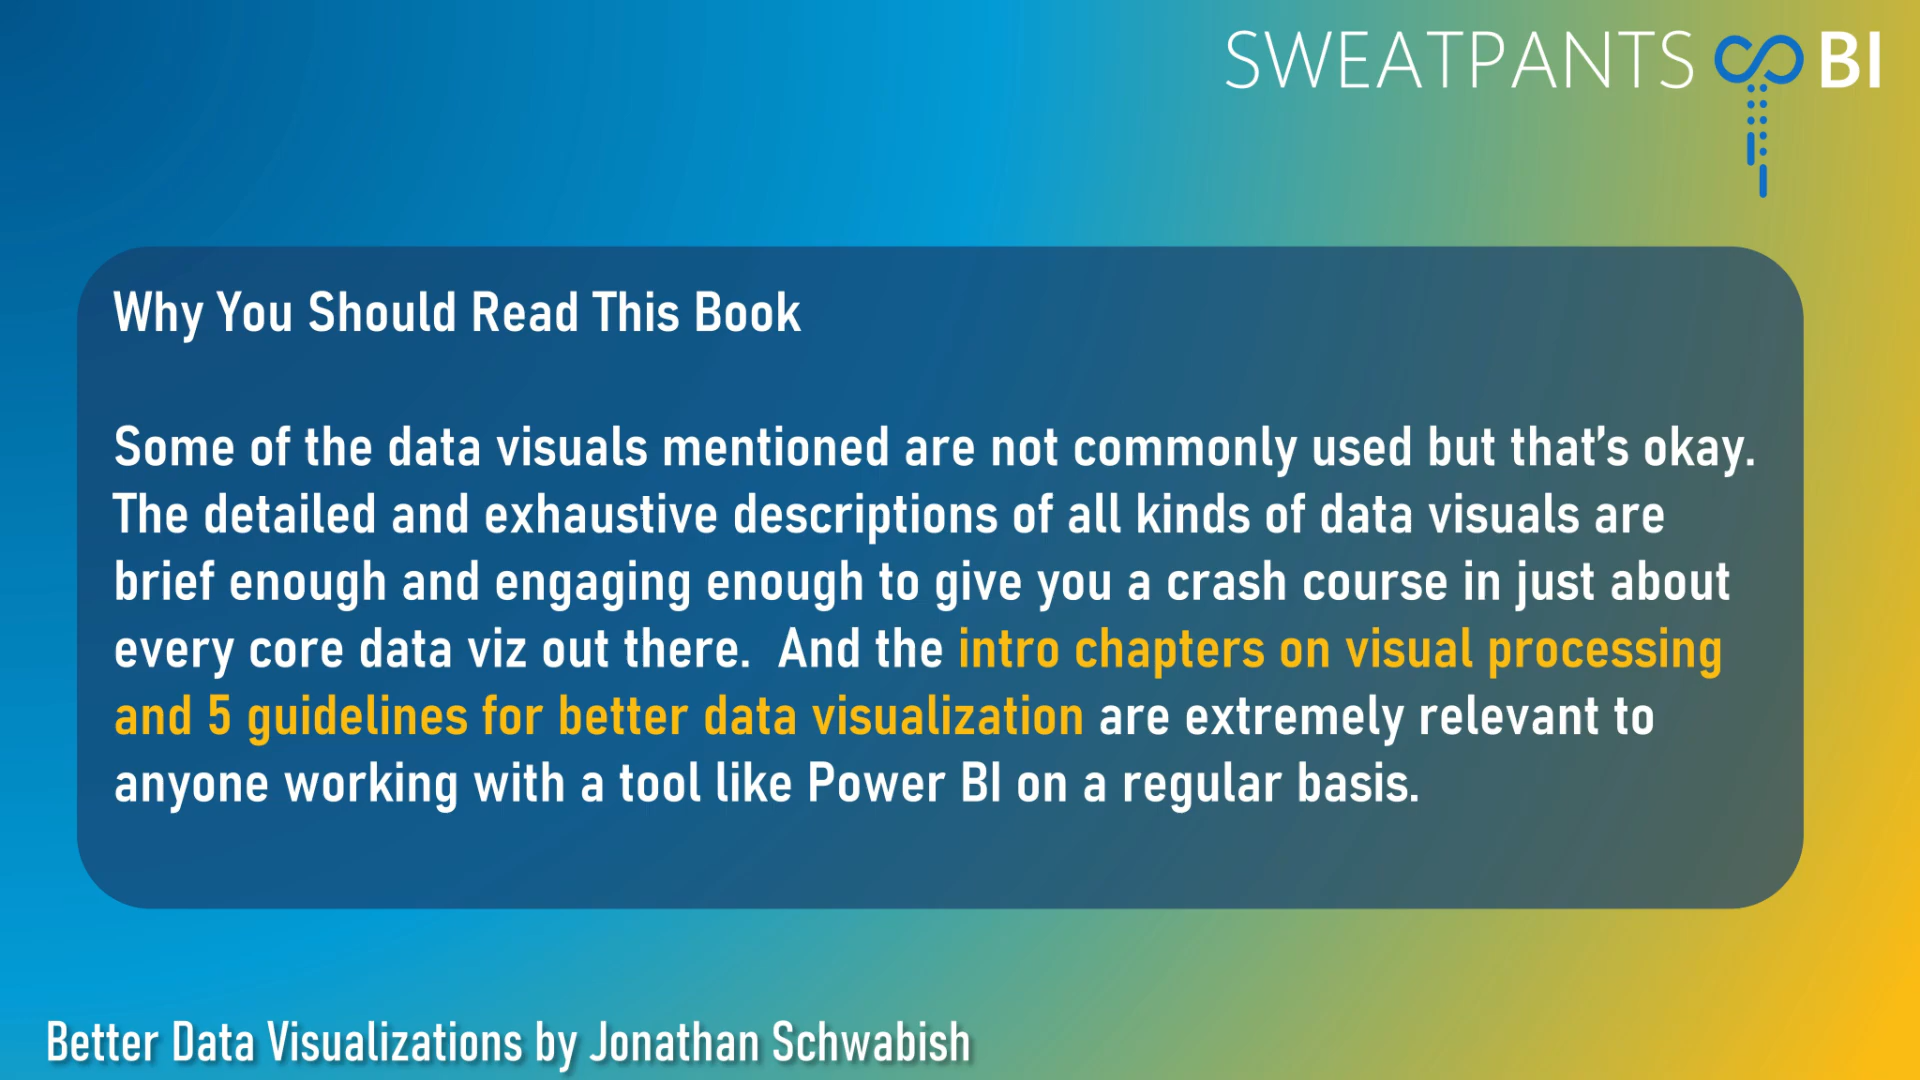 SWEATPANTS BI
Why You Should Read This Book
Some of the data visuals mentioned are not commonly used but that’s okay.
The detailed and exhaustive descriptions of all kinds of data visuals are
brief enough and engaging enough to give you a crash course in just about
every core data viz out there.  And the intro chapters on visual processing
and 5 guidelines for better data visualization are extremely relevant to
anyone working with a tool like Power BI on a regular basis.
Better Data Visualizations by Jonathan Schwabish